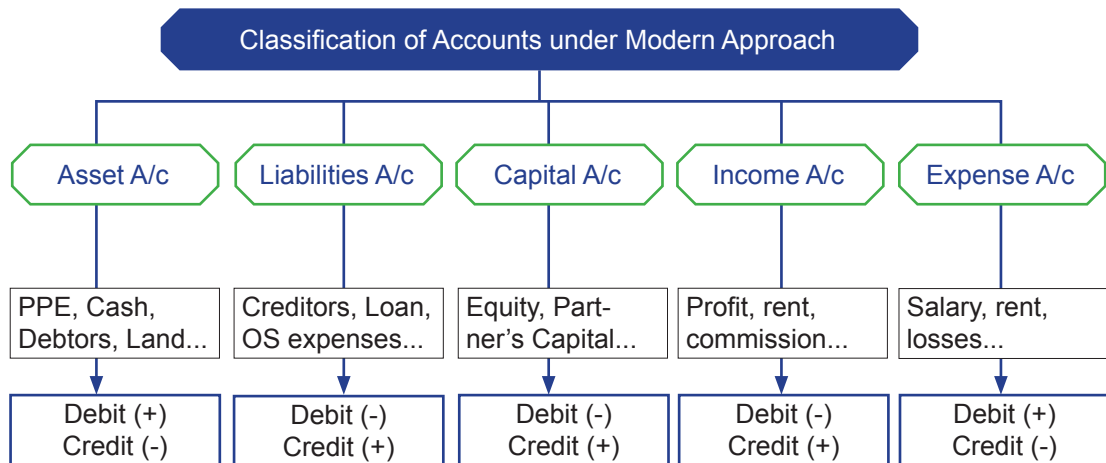 Classification of Accounts under Modern Approach
Asset A/c
Liabilities A/c
Capital A/c
Income A/c
Expense A/c
PPE, Cash,
Debtors, Land...
Creditors, Loan,
OS expenses...
Equity, Part-
ner’s Capital...
Profit, rent,
commission...
Salary, rent,
losses...
Debit (+)
Credit (-)
Debit (-)
Credit (+)
Debit (-)
Credit (+)
Debit (-)
Credit (+)
Debit (+)
Credit (-)